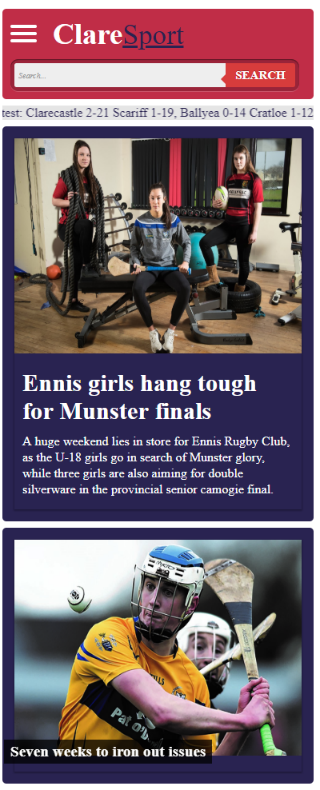 ClareSport
Search...
SEARCH
test: Clarecastle 2-21 Scariff 1-19, Ballyea 0-14 Cratloe 1-12
Ennis girls hang tough
for Munster finals
A huge weekend lies in store for Ennis Rugby Club,
as the U-18 girls go in search of Munster glory,
while three girls are also aiming for double
silverware in the provincial senior camogie final.
Pat O'D
Seven weeks to iron out issues